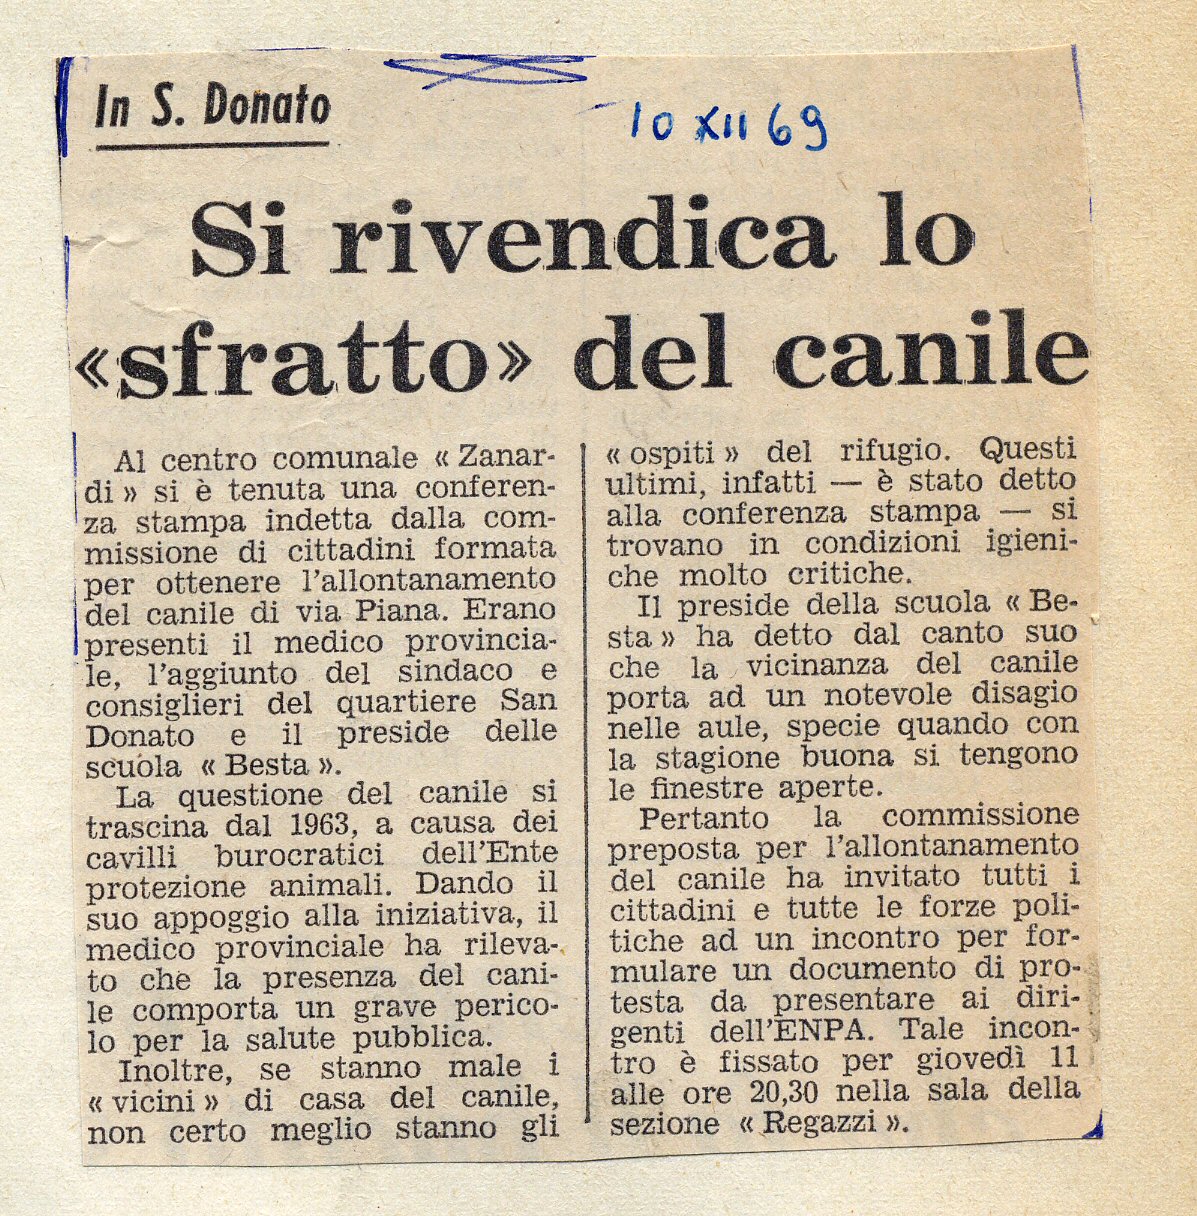 In S. Donato
10 XII 69
Si rivendica lo
«sfratto» del canile
Al centro comunale « Zanar-
di » si è tenuta una conferen-
za stampa indetta dalla com-
missione di cittadini formata
per ottenere l'allontanamento
del canile di via Piana. Erano
presenti il medico provincia-
le, l'aggiunto del sindaco e
consiglieri del quartiere San
Donato e il preside delle
scuola « Besta ».
La questione del canile si
trascina dal 1963, a causa dei
cavilli burocratici dell'Ente
protezione animali. Dando il
suo appoggio alla iniziativa, il
medico provinciale ha rileva-
to che la presenza del cani-
le comporta un grave perico-
lo per la salute pubblica.
Inoltre, se stanno male i
« vicini » di casa del canile,
non certo meglio stanno gli
« ospiti » del rifugio. Questi
ultimi, infatti — è stato detto
alla conferenza stampa — si
trovano in condizioni igieni-
che molto critiche.
Il preside della scuola « Be-
sta » ha detto dal canto suo
che la vicinanza del canile
porta ad un notevole disagio
nelle aule, specie quando con
la stagione buona si tengono
le finestre aperte.
Pertanto la commissione
preposta per l'allontanamento
del canile ha invitato tutti i
cittadini e tutte le forze poli-
tiche ad un incontro per for-
mulare un documento di pro-
testa da presentare ai diri-
genti dell'ENPA. Tale incon-
tro è fissato per giovedì 11
alle ore 20,30 nella sala della
sezione « Regazzi ».